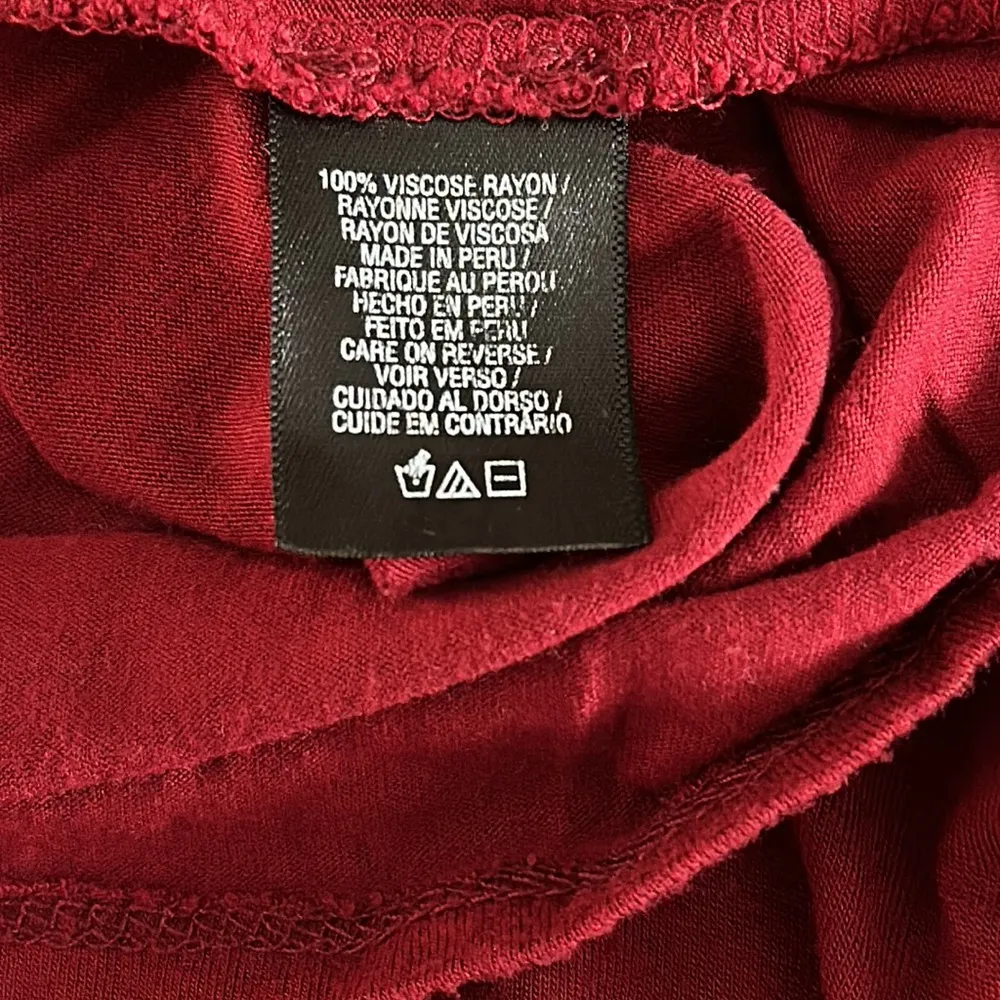 100% VISCOSE RAYON /
RAYONNE VISCOSE /
RAYON DE VISCOSA
MADE IN PERU /
FABRIQUE AU PEROU
HECHO EN PERU /
FEITO EM PERU
CARE ON REVERSE /
VOIR VERSO /
CUIDADO AL DORSO /
CUIDE EM CONTRÁRIO